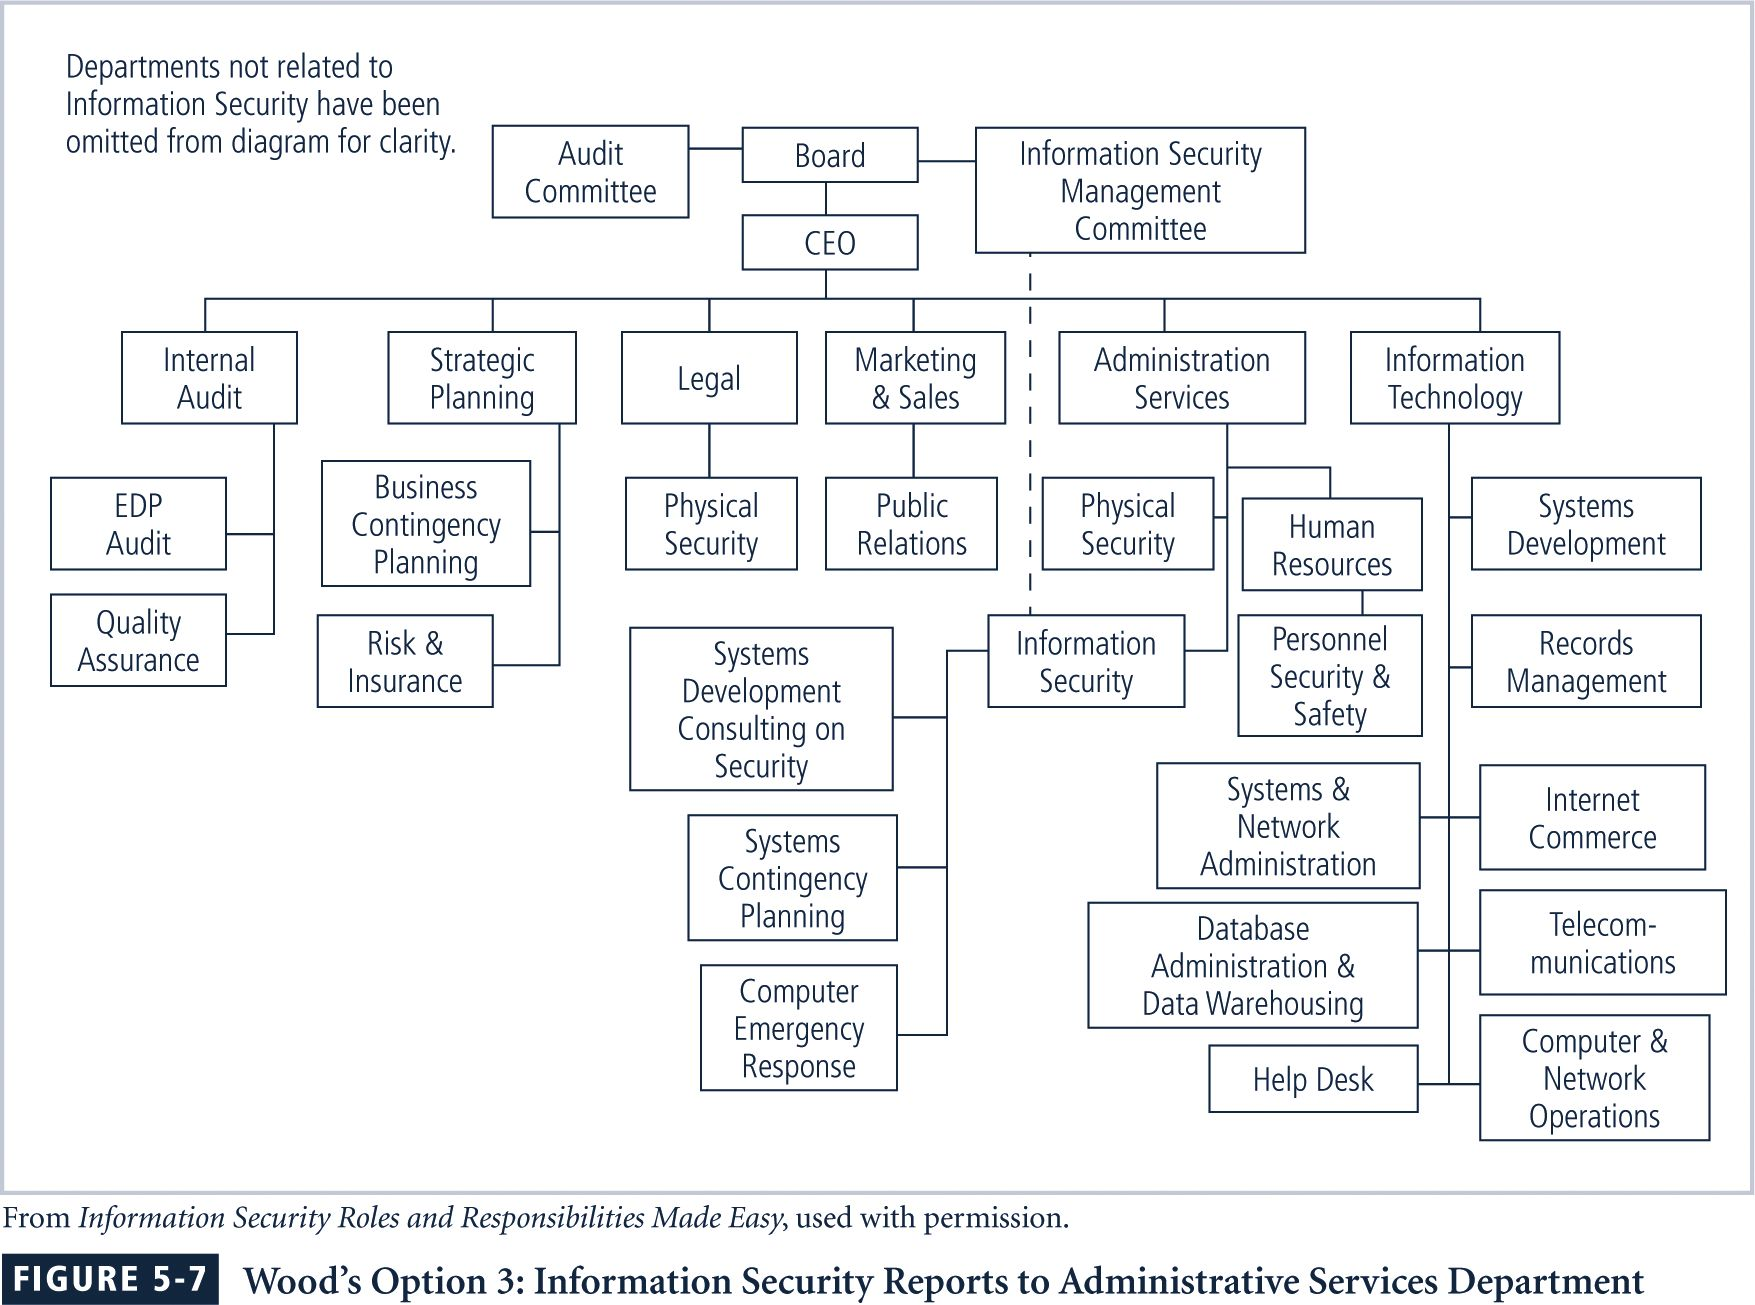 Departments not related to
Information Security have been
omitted from diagram for clarity.
Audit
Committee
Board
Information Security
Management
Committee
CEO
Internal
Audit
Strategic
Planning
Legal
Marketing
& Sales
Administration
Services
Information
Technology
EDP
Audit
Business
Contingency
Planning
Physical
Security
Public
Relations
Physical
Security
Human
Resources
Systems
Development
Quality
Assurance
Risk &
Insurance
Systems
Development
Consulting on
Security
Information
Security
Personnel
Security &
Safety
Records
Management
Systems
Contingency
Planning
Systems &
Network
Administration
Internet
Commerce
Computer
Emergency
Response
Database
Administration &
Data Warehousing
Telecom-
munications
Help Desk
Computer &
Network
Operations
From Information Security Roles and Responsibilities Made Easy, used with permission.
FIGURE 5-7 Wood’s Option 3: Information Security Reports to Administrative Services Department